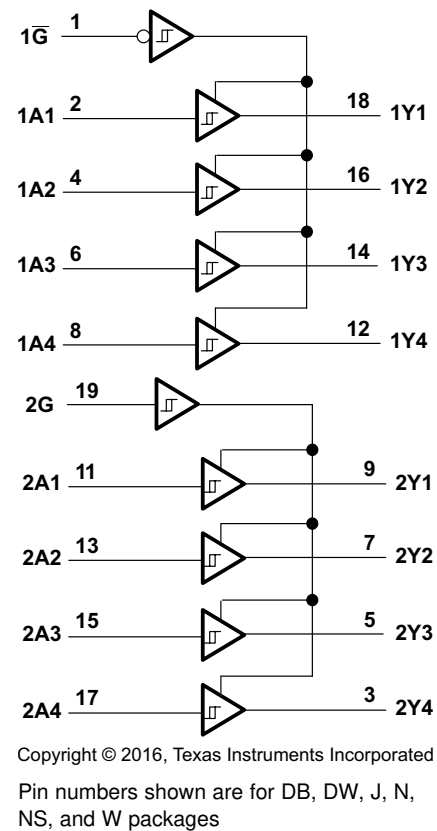 1G̅ 1
1A1 2 18 1Y1
1A2 4 16 1Y2
1A3 6 14 1Y3
1A4 8 12 1Y4
2G 19
2A1 11 9 2Y1
2A2 13 7 2Y2
2A3 15 5 2Y3
2A4 17 3 2Y4
Copyright © 2016, Texas Instruments Incorporated
Pin numbers shown are for DB, DW, J, N,
NS, and W packages